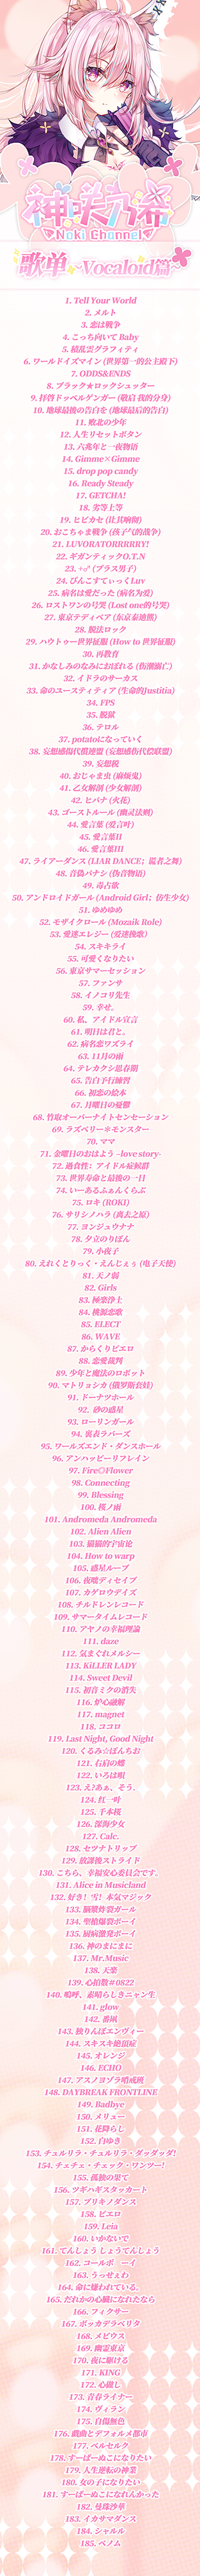 神咲乃希
Noki Channel
歌単 ~Vocaloid篇~
1. Tell Your World
2. メルト
3. 恋は戦争
4. こっち向いて Baby
5. 積乱雲グラフィティ
6. ワールドイズマイン (世界第一的公主殿下)
7. ODDS&ENDS
8. ブラック★ロックシューター
9. 拝啓ドッペルゲンガー (敬启 我的分身)
10. 地球最後の告白を (地球最后的告白)
11. 敗北の少年
12. 人生リセットボタン
13. 六兆年と一夜物语
14. Gimme×Gimme
15. drop pop candy
16. Ready Steady
17. GETCHA!
18. 劣等上等
19. ヒビカセ (让其响彻)
20. おこちゃま戦争 (孩子气的战争)
21. LUVORATORRRRRY!
22. ギガンティックO.T.N
23. +♂ (プラス男子)
24. ぴんこすてぃっくLuv
25. 病名は愛だった (病名为爱)
26. ロストワンの号哭 (Lost one的号哭)
27. 東京テディベア (东京泰迪熊)
28. 脱法ロック
29. ハウトゥー世界征服 (How to 世界征服)
30. 再教育
31. かなしみのなみにおぼれる (伤潮溺亡)
32. イドラのサーカス
33. 命のユースティティア (生命的Justitia)
34. FPS
35. 脱獄
36. テロル
37. potatoになっていく
38. 妄想感傷代償連盟 (妄想感伤代偿联盟)
39. 妄想税
40. おじゃま虫 (麻烦鬼)
41. 乙女解剖 (少女解剖)
42. ヒバナ (火花)
43. ゴーストルール (幽灵法则)
44. 愛言葉 (爱言叶)
45. 愛言葉II
46. 愛言葉III
47. ライアーダンス (LIAR DANCE；谎者之舞)
48. 音偽バナシ (伪音物语)
49. 毒占欲
50. アンドロイドガール (Android Girl；仿生少女)
51. ゆめゆめ
52. モザイクロール (Mozaik Role)
53. 愛迷エレジー (爱迷挽歌)
54. スキキライ
55. 可愛くなりたい
56. 東京サマーセッション
57. ファンサ
58. イノコリ先生
59. 幸せ。
60. 私、アイドル宣言
61. 明日は君と。
62. 病名恋ワズライ
63. 11月の雨
64. テレカクシ思春期
65. 告白予行練習
66. 初恋の絵本
67. 月曜日の憂鬱
68. 竹取オーバーナイトセンセーション
69. ラズベリー*モンスター
70. ママ
71. 金曜日のおはよう -love story-
72. 過食性：アイドル症候群
73. 世界寿命と最後の一日
74. いーあるふぁんくらぶ
75. ロキ (ROKI)
76. サリシノハラ (离去之原)
77. ヨンジュウナナ
78. 夕立のりぼん
79. 小夜子
80. えれくとりっく・えんじぇぅ (电子天使)
81. 天ノ弱
82. Girls
83. 極楽浄土
84. 桃源恋歌
85. ELECT
86. WAVE
87. からくりピエロ
88. 恋愛裁判
89. 少年と魔法のロボット
90. マトリョシカ (俄罗斯套娃)
91. ドーナツホール
92. 砂の惑星
93. ローリンガール
94. 裏表ラバーズ
95. ワールズエンド・ダンスホール
96. アンハッピーリフレイン
97. Fire◎Flower
98. Connecting
99. Blessing
100. 桜ノ雨
101. Andromeda Andromeda
102. Alien Alien
103. 猫猫的宇宙论
104. How to warp
105. 惑星ループ
106. 夜咄ディセイブ
107. カゲロウデイズ
108. チルドレンレコード
109. サマータイムレコード
110. アヤノの幸福理論
111. daze
112. 気まぐれメルシー
113. KiLLER LADY
114. Sweet Devil
115. 初音ミクの消失
116. 炉心融解
117. magnet
118. ココロ
119. Last Night, Good Night
120. くるみ☆ぽんちお
121. 右肩の蝶
122. いろは唄
123. え?あぁ、そう。
124. 红一叶
125. 千本桜
126. 深海少女
127. Calc.
128. セツナトリップ
129. 放課後ストライド
130. こちら、幸福安心委員会です。
131. Alice in Musicland
132. 好き！雪！本気マジック
133. 脳漿炸裂ガール
134. 聖槍爆裂ボーイ
135. 厨病激発ボーイ
136. 神のまにまに
137. Mr.Music
138. 天楽
139. 心拍数♯0822
140. 嗚呼、素晴らしきニャン生
141. glow
142. 番凩
143. 独りんぼエンヴィー
144. スキスキ絶頂症
145. オレンジ
146. ECHO
147. アスノヨゾラ哨戒班
148. DAYBREAK FRONTLINE
149. Badbye
150. メリュー
151. 花降らし
152. 白ゆき
153. チュルリラ・チュルリラ・ダッダッダ!
154. チェチェ・チェック・ワンツー!
155. 孤独の果て
156. ツギハギスタッカート
157. ブリキノダンス
158. ピエロ
159. Leia
160. いかないで
161. てんしょう しょうてんしょう
162. コールボーイ
163. うっせぇわ
164. 命に嫌われている。
165. だれかの心臓になれたなら
166. フィクサー
167. ボッカデラベリタ
168. メビウス
169. 幽霊東京
170. 夜に駆ける
171. KING
172. 心做し
173. 青春ライナー
174. ヴィラン
175. 自傷無色
176. 戯曲とデフォルメ都市
177. ベルセルク
178. すーぱーぬこになりたい
179. 人生逆転の神業
180. 女の子になりたい
181. すーぱーぬこになれんかった
182. 曼珠沙華
183. イカサマダンス
184. シャルル
185. ベノム